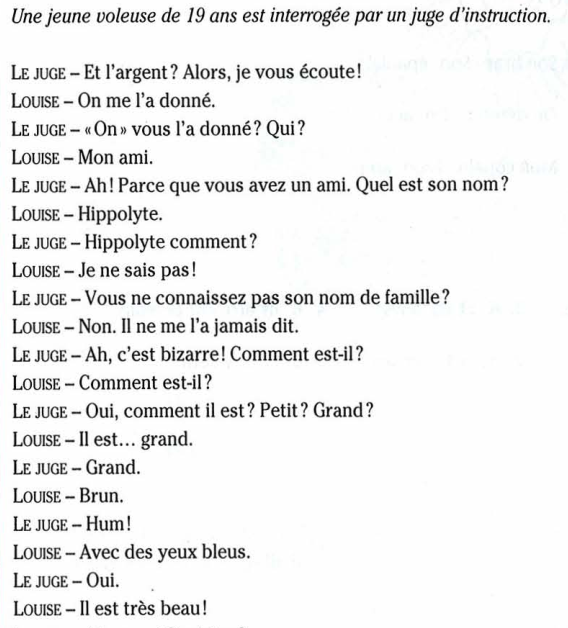 Une jeune voleuse de 19 ans est interrogée par un juge d'instruction.
LE JUGE – Et l'argent ? Alors, je vous écoute !
LOUISE – On me l'a donné.
LE JUGE – « On » vous l'a donné ? Qui ?
LOUISE – Mon ami.
LE JUGE – Ah ! Parce que vous avez un ami. Quel est son nom ?
LOUISE – Hippolyte.
LE JUGE – Hippolyte comment ?
LOUISE – Je ne sais pas !
LE JUGE – Vous ne connaissez pas son nom de famille ?
LOUISE – Non. Il ne me l'a jamais dit.
LE JUGE – Ah, c'est bizarre ! Comment est-il ?
LOUISE – Comment est-il ?
LE JUGE – Oui, comment il est ? Petit ? Grand ?
LOUISE – Il est… grand.
LE JUGE – Grand.
LOUISE – Brun.
LE JUGE – Hum !
LOUISE – Avec des yeux bleus.
LE JUGE – Oui.
LOUISE – Il est très beau !